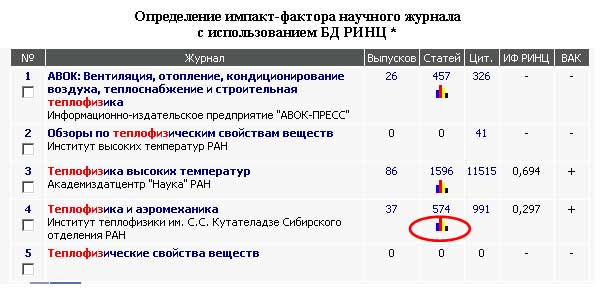 Определение импакт-фактора научного журнала
с использованием БД РИНЦ *
№ Журнал Выпусков Статей Цит. ИФ РИНЦ ВАК
1 АВОК: Вентиляция, отопление, кондиционирование 26 457 326 - -
воздуха, теплоснабжение и строительная
теплофизика
Информационно-издательское предприятие "АВОК-ПРЕСС"
2 Обзоры по теплофизическим свойствам веществ 0 0 41 - -
Институт высоких температур РАН
3 Теплофизика высоких температур 86 1596 11515 0,694 +
Академиздатцентр "Наука" РАН
4 Теплофизика и аэромеханика 37 574 991 0,297 +
Институт теплофизики им. С.С. Кутателадзе Сибирского
отделения РАН
5 Теплофизические свойства веществ 0 0 0 - -